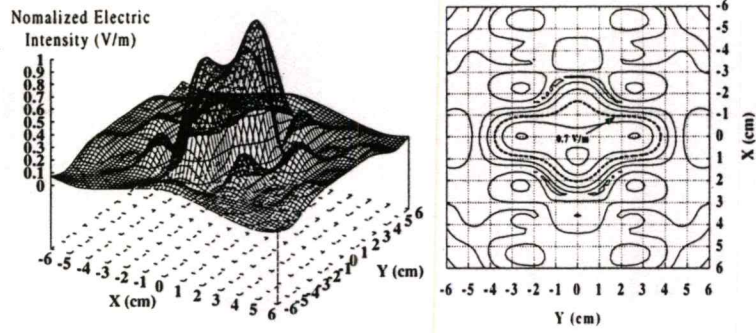 Nomalized Electric
Intensity (V/m)
1
0.9
0.8
0.7
0.6
0.5
0.4
0.3
0.2
0.1
0
-6 -5 -4 -3 -2 -1 0 1 2 3 4 5 6
X (cm)
-6 -5 -4 -3 -2 -1 0 1 2 3 4 5 6
Y (cm)
0.7 V/m
-6
-5
-4
-3
-2
-1
0
1
2
3
4
5
6
X (cm)
-6 -5 -4 -3 -2 -1 0 1 2 3 4 5 6
Y (cm)